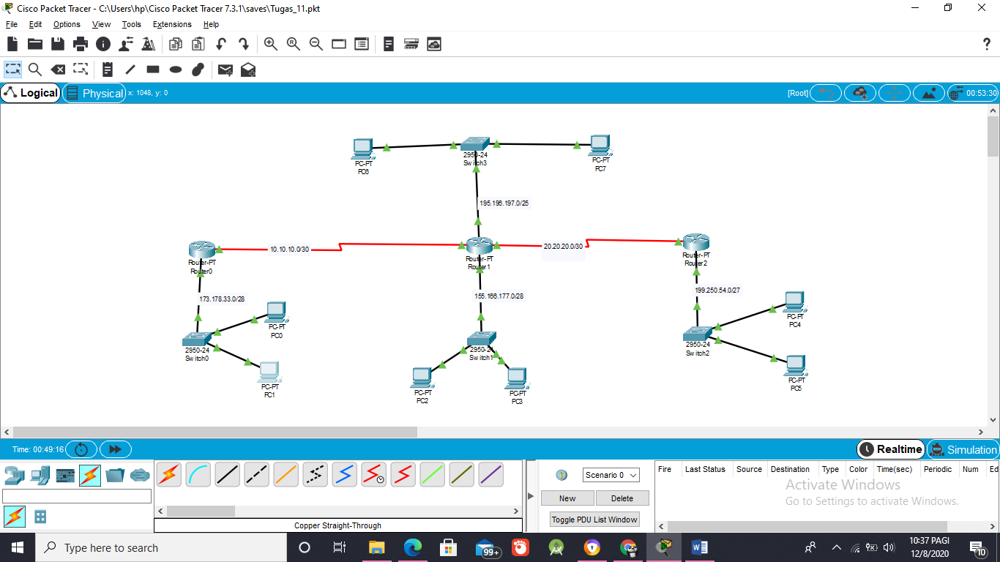 Cisco Packet Tracer - C:\Users\hp\Cisco Packet Tracer 7.3.1\saves\Tugas_11.pkt
File Edit Options View Tools Extensions Help
Logical Physical x: 1048, y: 0 [Root] 00:53:30
PC-PT
PC6
2950-24
Switch3
PC-PT
PC7
195.196.197.0/25
Router-PT
Router0
10.10.10.0/30
Router-PT
Router1
20.20.20.0/30
Router-PT
Router2
173.178.33.0/28
155.166.177.0/28
199.250.54.0/27
PC-PT
PC0
2950-24
Switch0
PC-PT
PC1
2950-24
Switch1
PC-PT
PC2
PC-PT
PC3
2950-24
Switch2
PC-PT
PC4
PC-PT
PC5
Time: 00:49:16 Realtime Simulation
Scenario 0
New Delete
Toggle PDU List Window
Fire Last Status Source Destination Type Color Time(sec) Periodic Num Ed
Activate Windows
Go to Settings to activate Windows.
Copper Straight-Through
Type here to search
99+
10:37 PAGI
12/8/2020
10